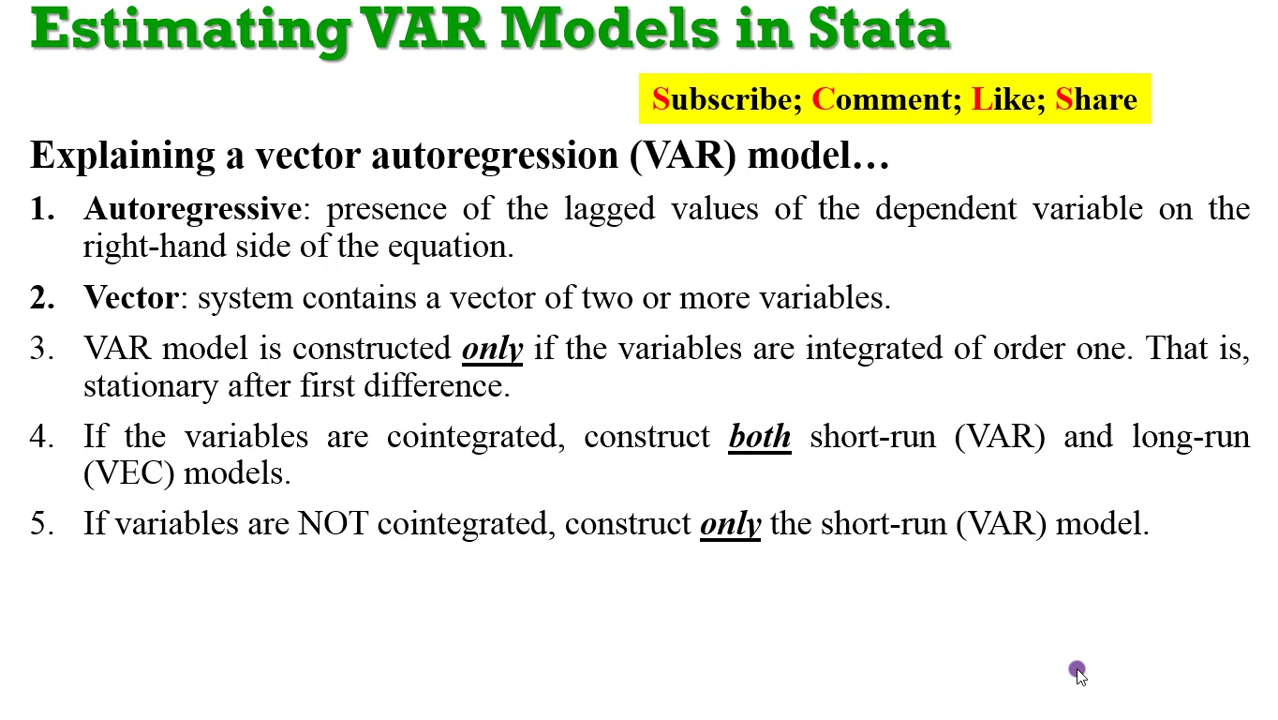 Estimating VAR Models in Stata
Subscribe; Comment; Like; Share
Explaining a vector autoregression (VAR) model…
1. Autoregressive: presence of the lagged values of the dependent variable on the
right-hand side of the equation.
2. Vector: system contains a vector of two or more variables.
3. VAR model is constructed only if the variables are integrated of order one. That is,
stationary after first difference.
4. If the variables are cointegrated, construct both short-run (VAR) and long-run
(VEC) models.
5. If variables are NOT cointegrated, construct only the short-run (VAR) model.